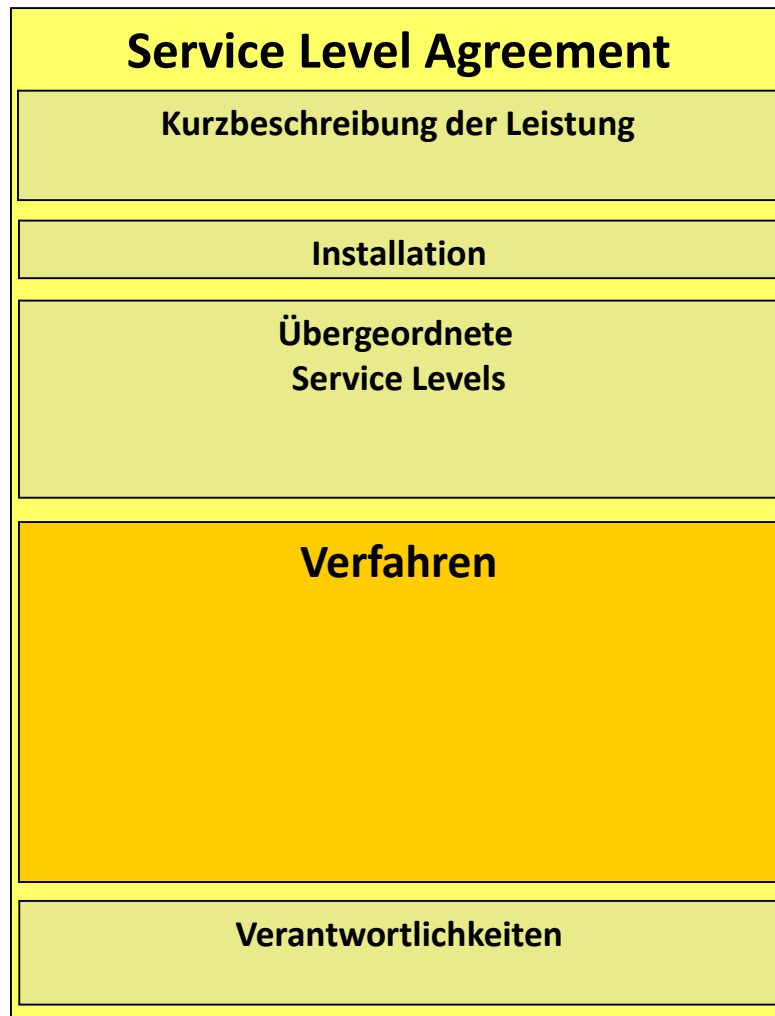 Service Level Agreement
Kurzbeschreibung der Leistung
Installation
Übergeordnete
Service Levels
Verfahren
Verantwortlichkeiten